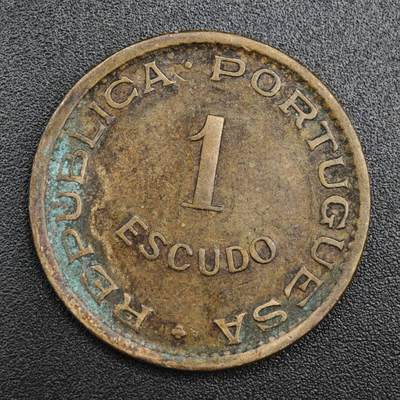 REPUBLICA · PORTUGUESA
1
ESCUDO